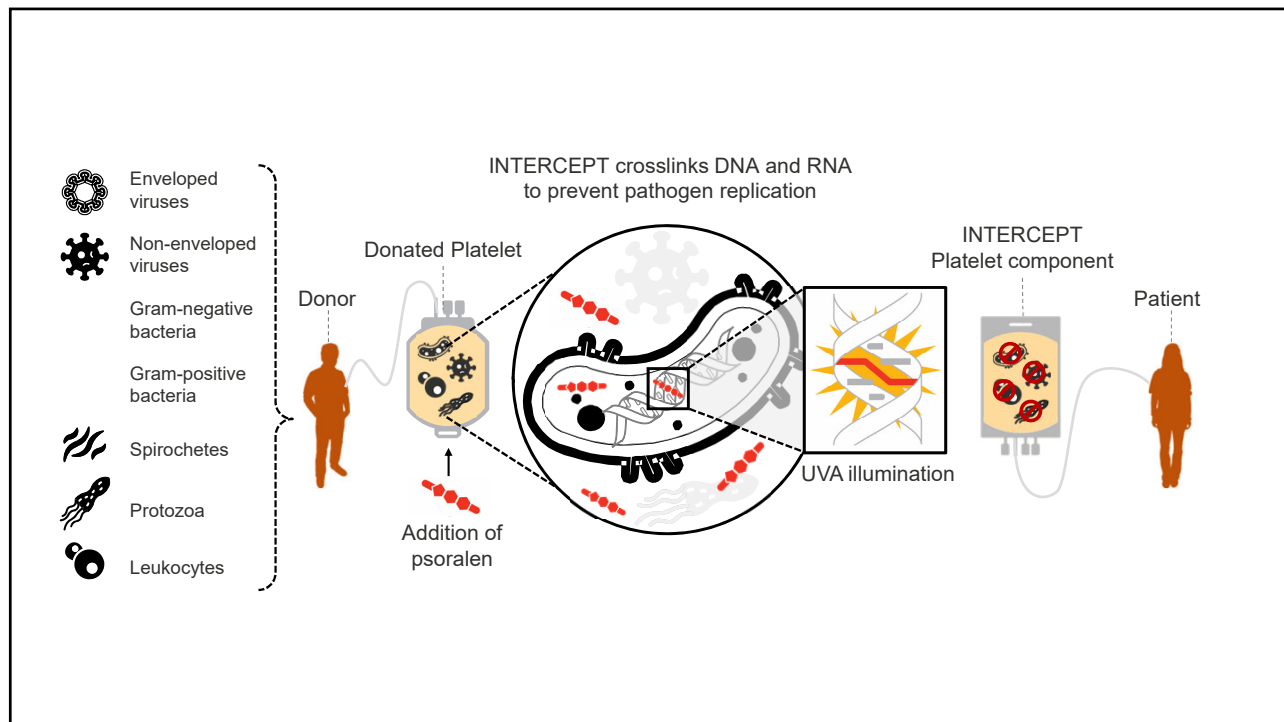 Enveloped
viruses
Non-enveloped
viruses
Gram-negative
bacteria
Gram-positive
bacteria
Spirochetes
Protozoa
Leukocytes
Donor
Donated Platelet
Addition of
psoralen
INTERCEPT crosslinks DNA and RNA
to prevent pathogen replication
UVA illumination
INTERCEPT
Platelet component
Patient